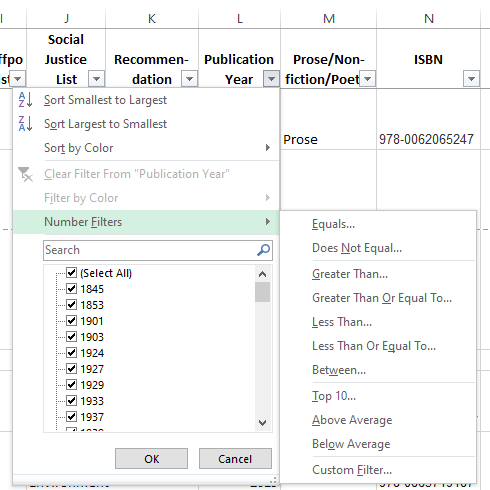 I J K L M N
ffpo
st
Social
Justice
List
Recommen-
dation
Publication
Year
Prose/Non-
fiction/Poet
ISBN
Sort Smallest to Largest
Sort Largest to Smallest
Sort by Color
Clear Filter From "Publication Year"
Filter by Color
Number Filters
Search
(Select All)
1845
1853
1901
1903
1924
1927
1929
1933
1937
OK Cancel
Prose 978-0062065247
Equals...
Does Not Equal...
Greater Than...
Greater Than Or Equal To...
Less Than...
Less Than Or Equal To...
Between...
Top 10...
Above Average
Below Average
Custom Filter...